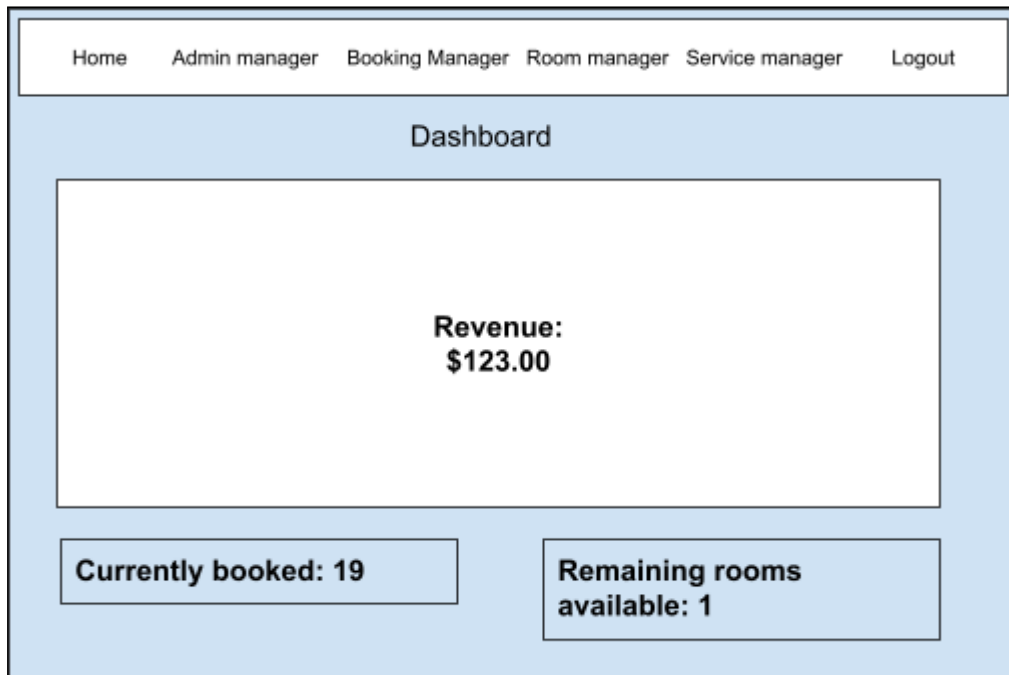 Home Admin manager Booking Manager Room manager Service manager Logout
Dashboard
Revenue:
$123.00
Currently booked: 19
Remaining rooms
available: 1